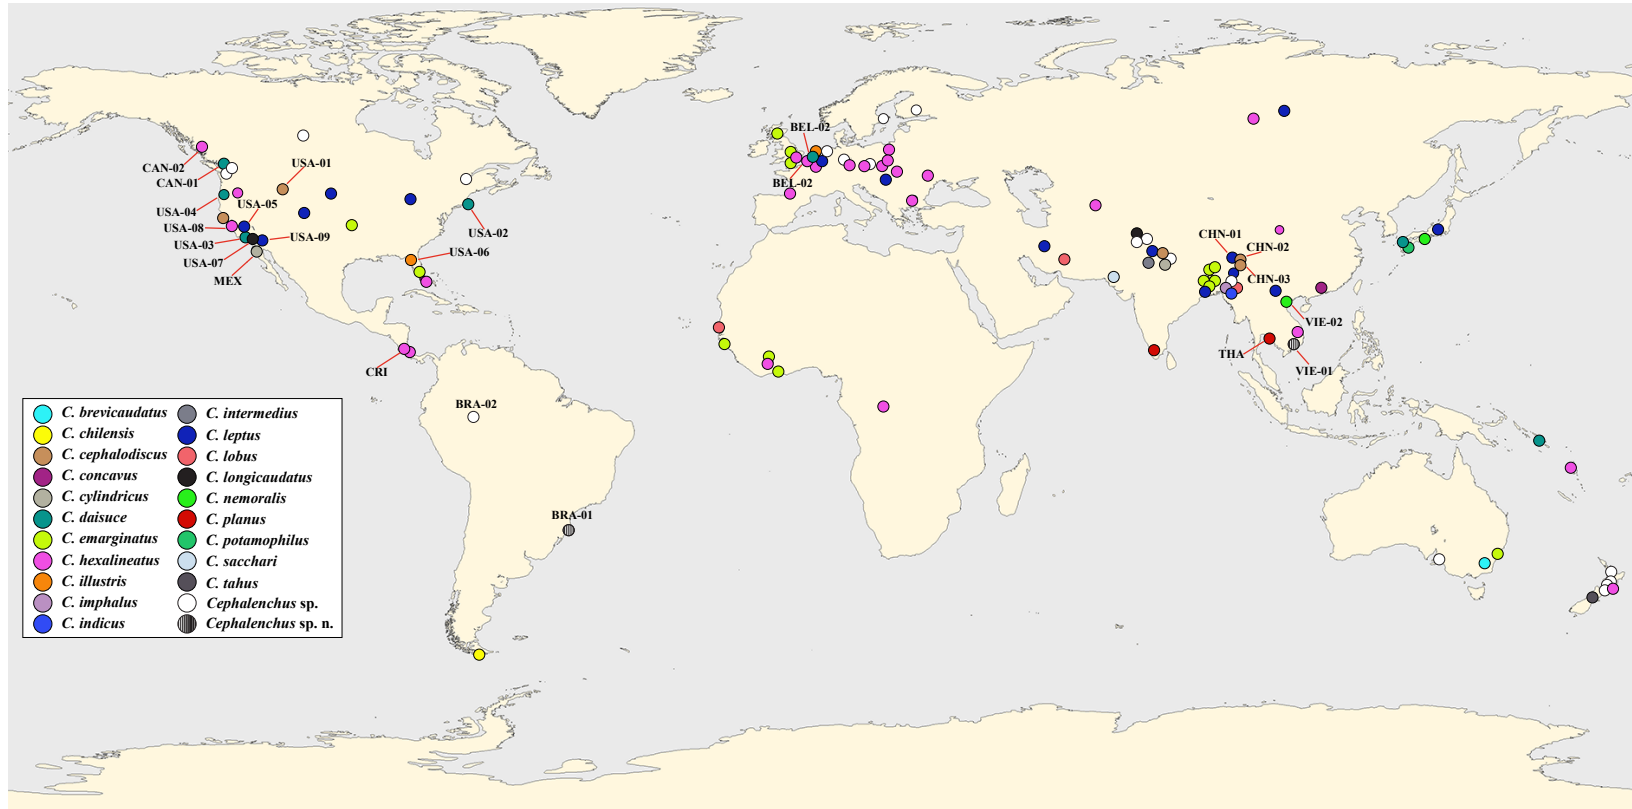 BEL-02
USA-01
CAN-02
CAN-01
BEL-02
USA-05
USA-04
USA-08
USA-02
USA-09
CHN-01
USA-03
CHN-02
USA-06
USA-07
MEX
CHN-03
VIE-02
THA
CRI
VIE-01
BRA-02
BRA-01
C. brevicaudatus
C. chilensis
C. cephalodiscus
C. concavus
C. cylindricus
C. daisuce
C. emarginatus
C. hexalineatus
C. illustris
C. imphalus
C. indicus
C. intermedius
C. leptus
C. lobus
C. longicaudatus
C. nemoralis
C. planus
C. potamophilus
C. sacchari
C. tahus
Cephalenchus sp.
Cephalenchus sp. n.